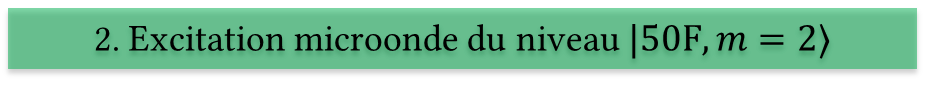 2. Excitation microonde du niveau |50F, m = 2⟩